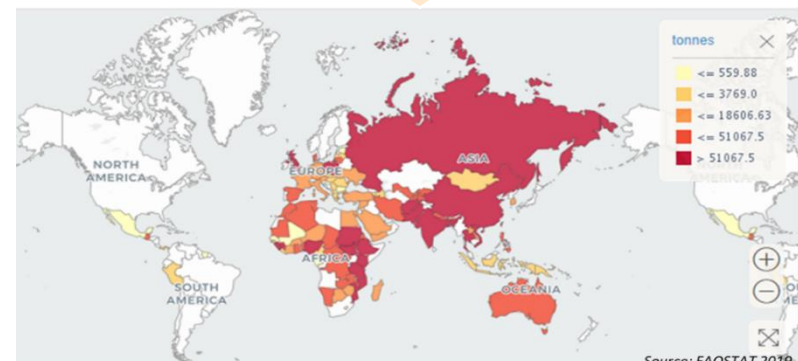 tonnes
<= 559.88
<= 3769.0
<= 18606.63
<= 51067.5
> 51067.5
NORTH
AMERICA
EUROPE
ASIA
AFRICA
SOUTH
AMERICA
OCEANIA
Source: FAOSTAT 2019